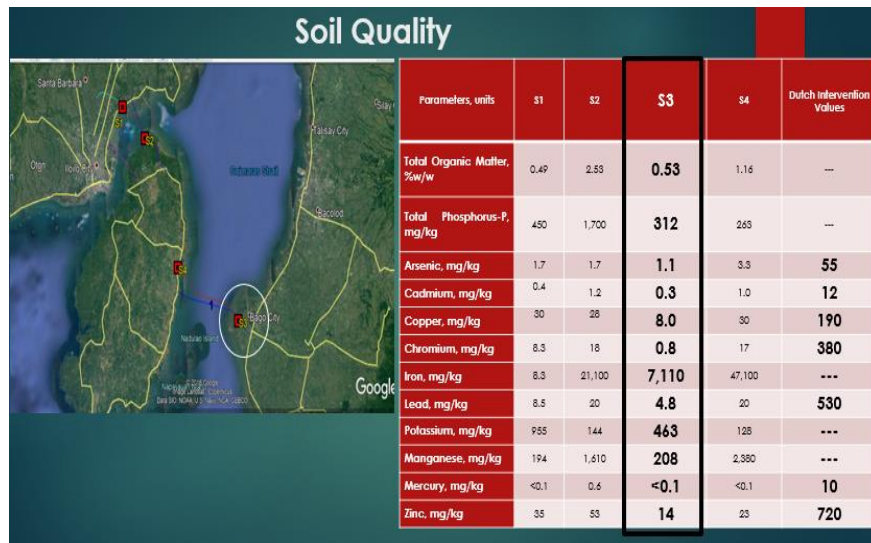 Soil Quality
Santa Barbara
S1
S2
Silay
Talisay City
Oton
Iloilo
Guimaras Strait
Bacolod
S4
S3
Bago City
Nadulao Island
Google
Parameters, units S1 S2 S3 S4 Dutch Intervention Values
Total Organic Matter, %w/w 0.49 2.53 0.53 1.16 ---
Total Phosphorus-P, mg/kg 450 1,700 312 263 ---
Arsenic, mg/kg 1.7 1.7 1.1 3.3 55
Cadmium, mg/kg 0.4 1.2 0.3 1.0 12
Copper, mg/kg 30 28 8.0 30 190
Chromium, mg/kg 8.3 18 0.8 17 380
Iron, mg/kg 8.3 21,100 7,110 47,100 ---
Lead, mg/kg 8.5 20 4.8 20 530
Potassium, mg/kg 955 144 463 128 ---
Manganese, mg/kg 194 1,610 208 2,380 ---
Mercury, mg/kg <0.1 0.6 <0.1 <0.1 10
Zinc, mg/kg 35 53 14 23 720